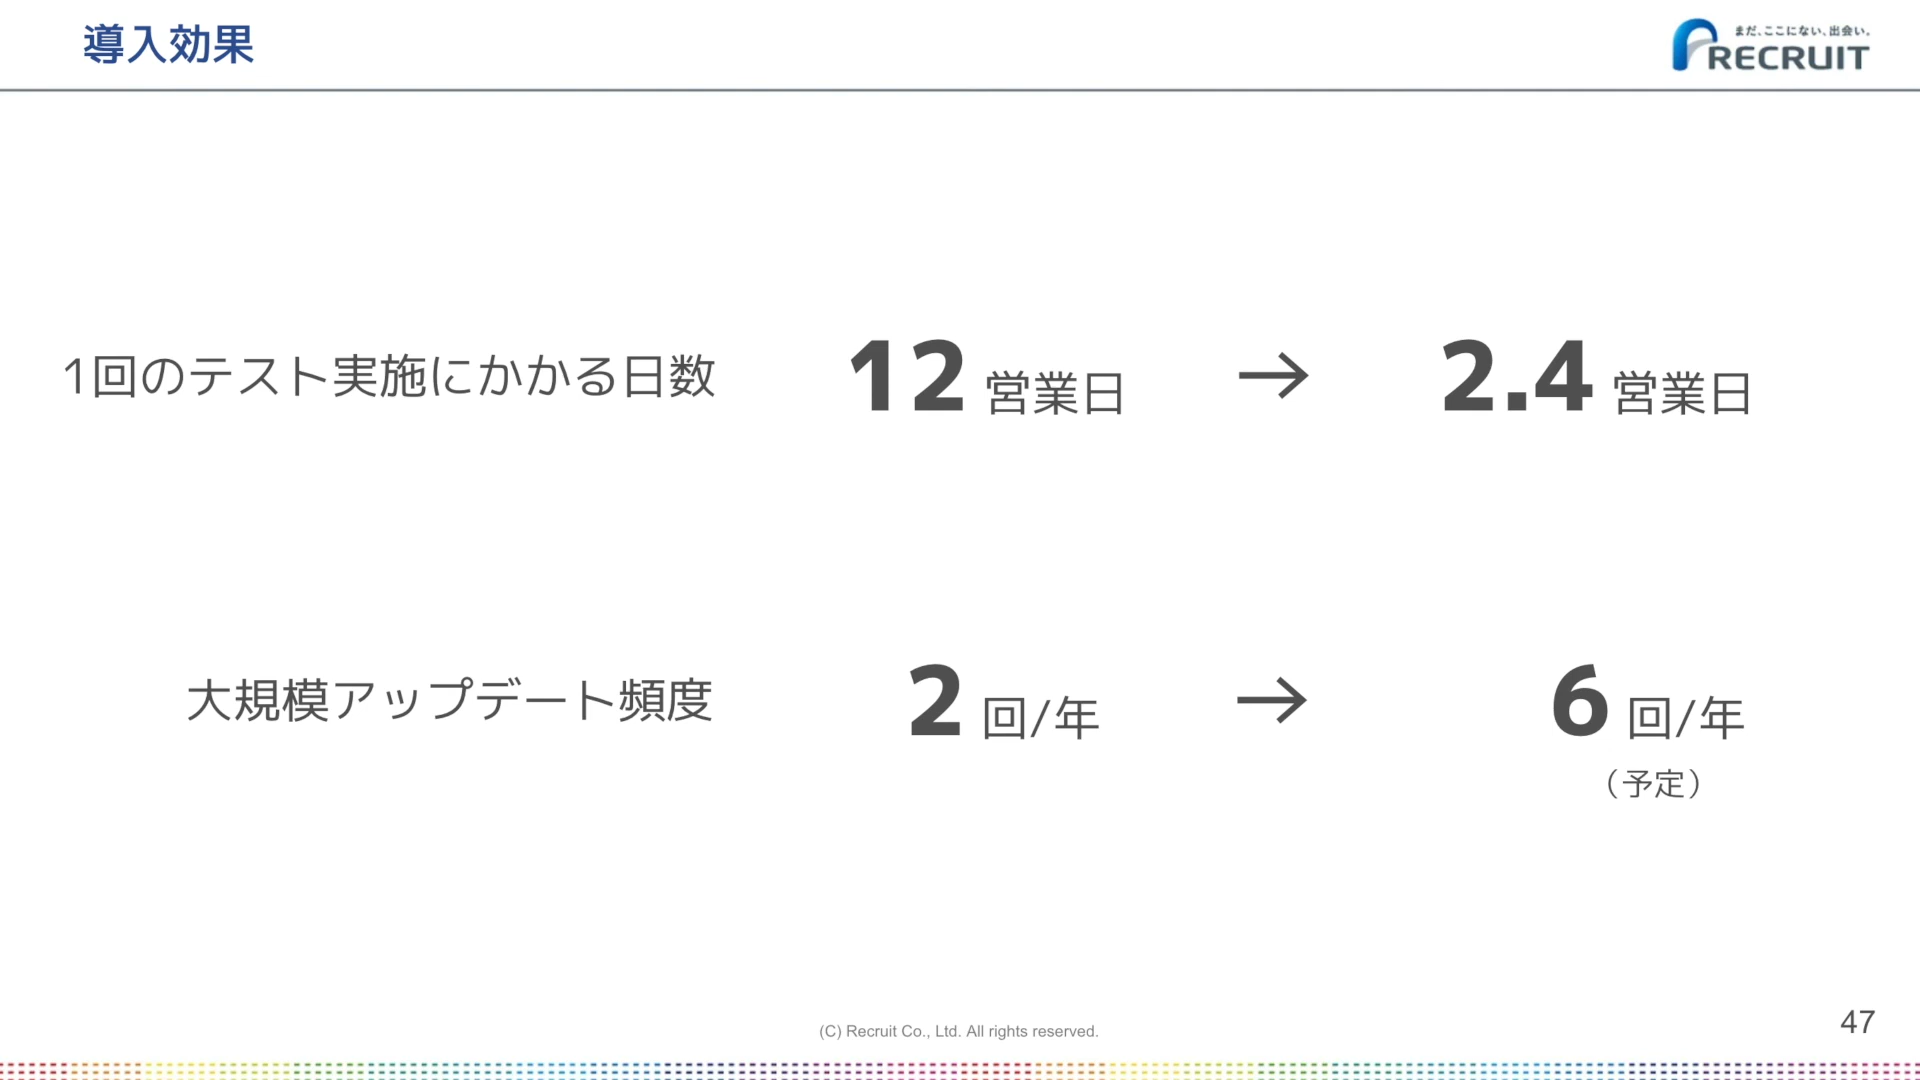 導入効果
まだ、ここにない、出会い。
RECRUIT
1回のテスト実施にかかる日数 12 営業日 → 2.4 営業日
大規模アップデート頻度 2 回/年 → 6 回/年
（予定）
(C) Recruit Co., Ltd. All rights reserved.
47